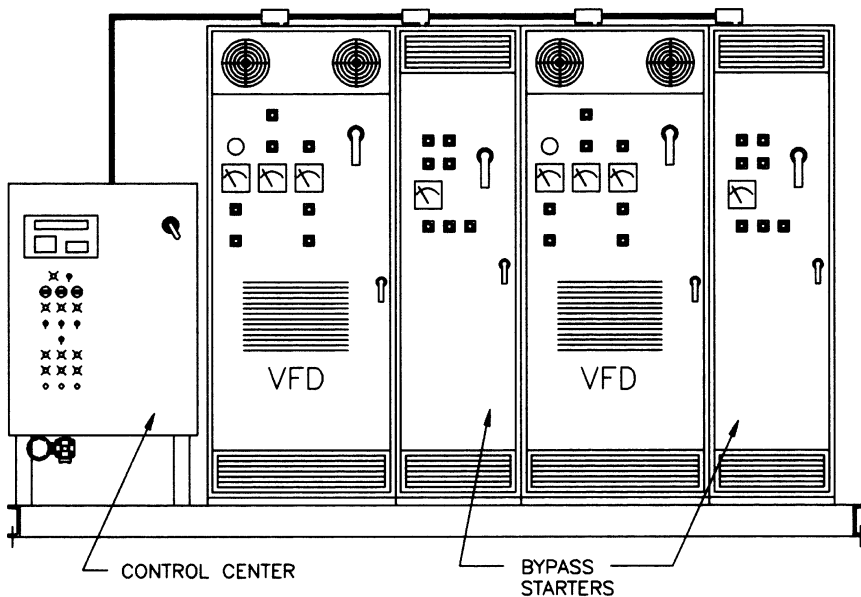 VFD
VFD
CONTROL CENTER
BYPASS
STARTERS